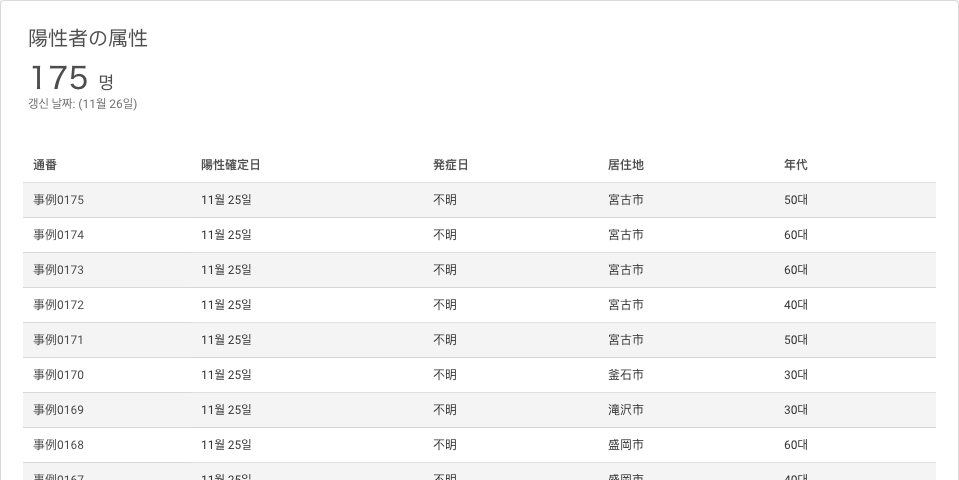 陽性者の属性
175 명
갱신 날짜: (11월 26일)
通番 陽性確定日 発症日 居住地 年代
事例0175 11월 25일 不明 宮古市 50대
事例0174 11월 25일 不明 宮古市 60대
事例0173 11월 25일 不明 宮古市 60대
事例0172 11월 25일 不明 宮古市 40대
事例0171 11월 25일 不明 宮古市 50대
事例0170 11월 25일 不明 釜石市 30대
事例0169 11월 25일 不明 滝沢市 30대
事例0168 11월 25일 不明 盛岡市 60대
事例0167 11월 25일 不明 盛岡市 40대